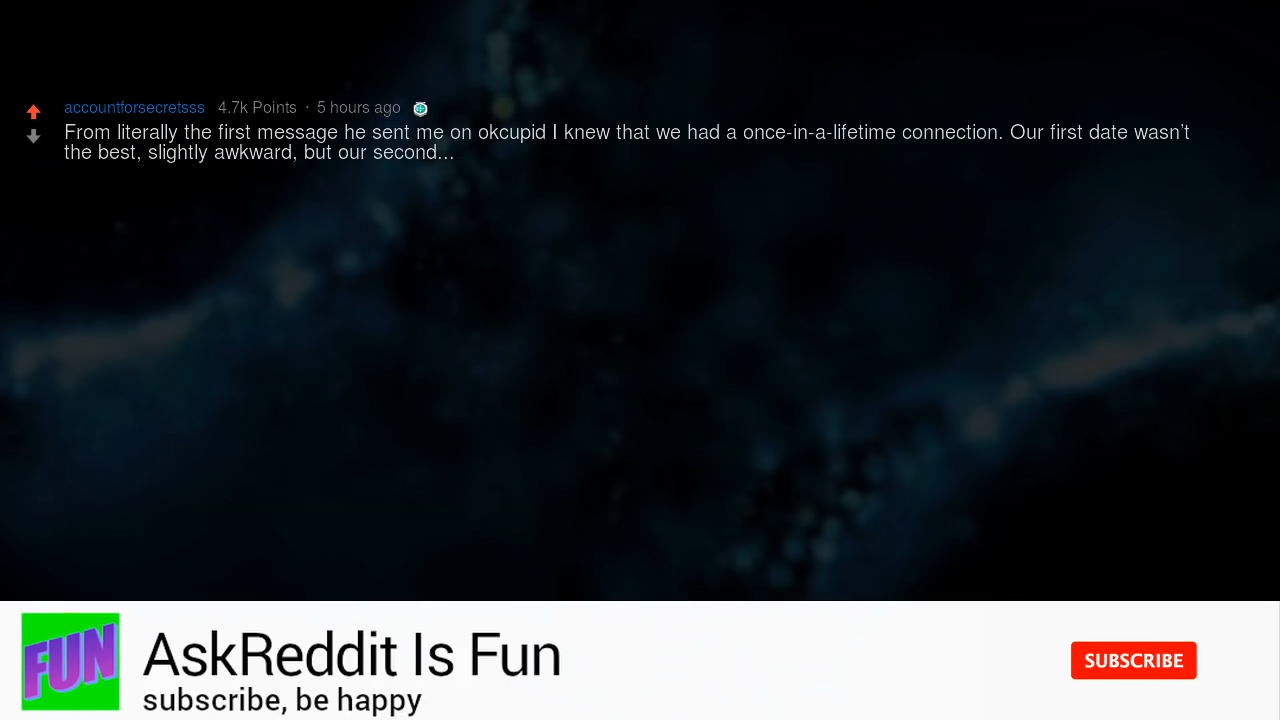 accountforsecretsss 4.7k Points · 5 hours ago
From literally the first message he sent me on okcupid I knew that we had a once-in-a-lifetime connection. Our first date wasn't
the best, slightly awkward, but our second...
FUN
AskReddit Is Fun
SUBSCRIBE
subscribe, be happy